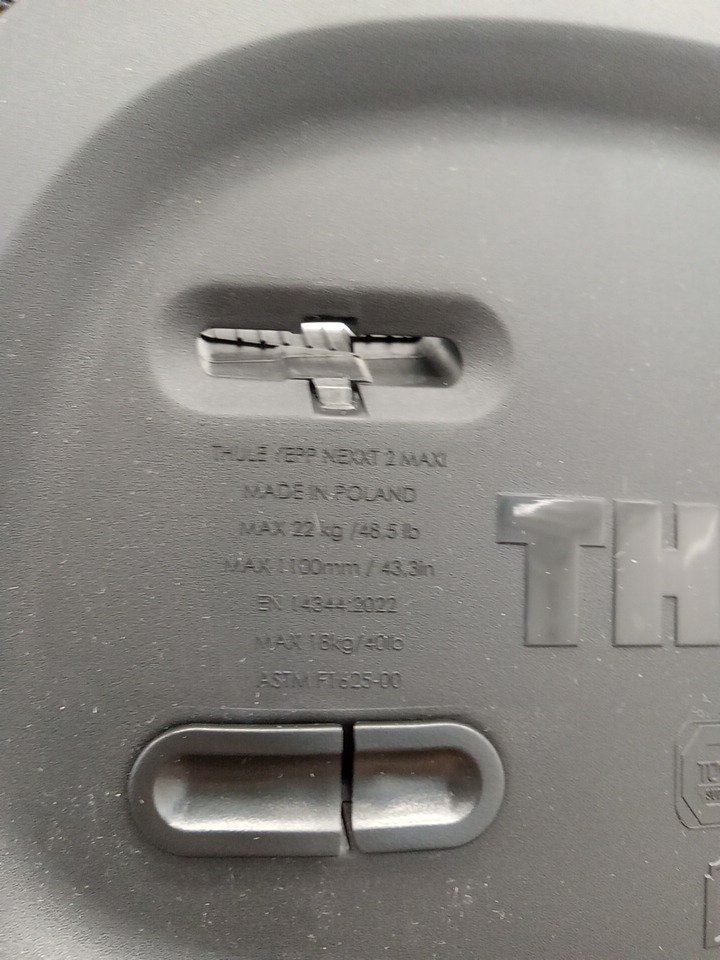 THULE YEPP NEXXT 2 MAXI
MADE IN POLAND
MAX 22 kg /48,5 lb
MAX 1100mm / 43,3in
EN 14344:2022
MAX 18kg/40lb
ASTM F1625-00
TH